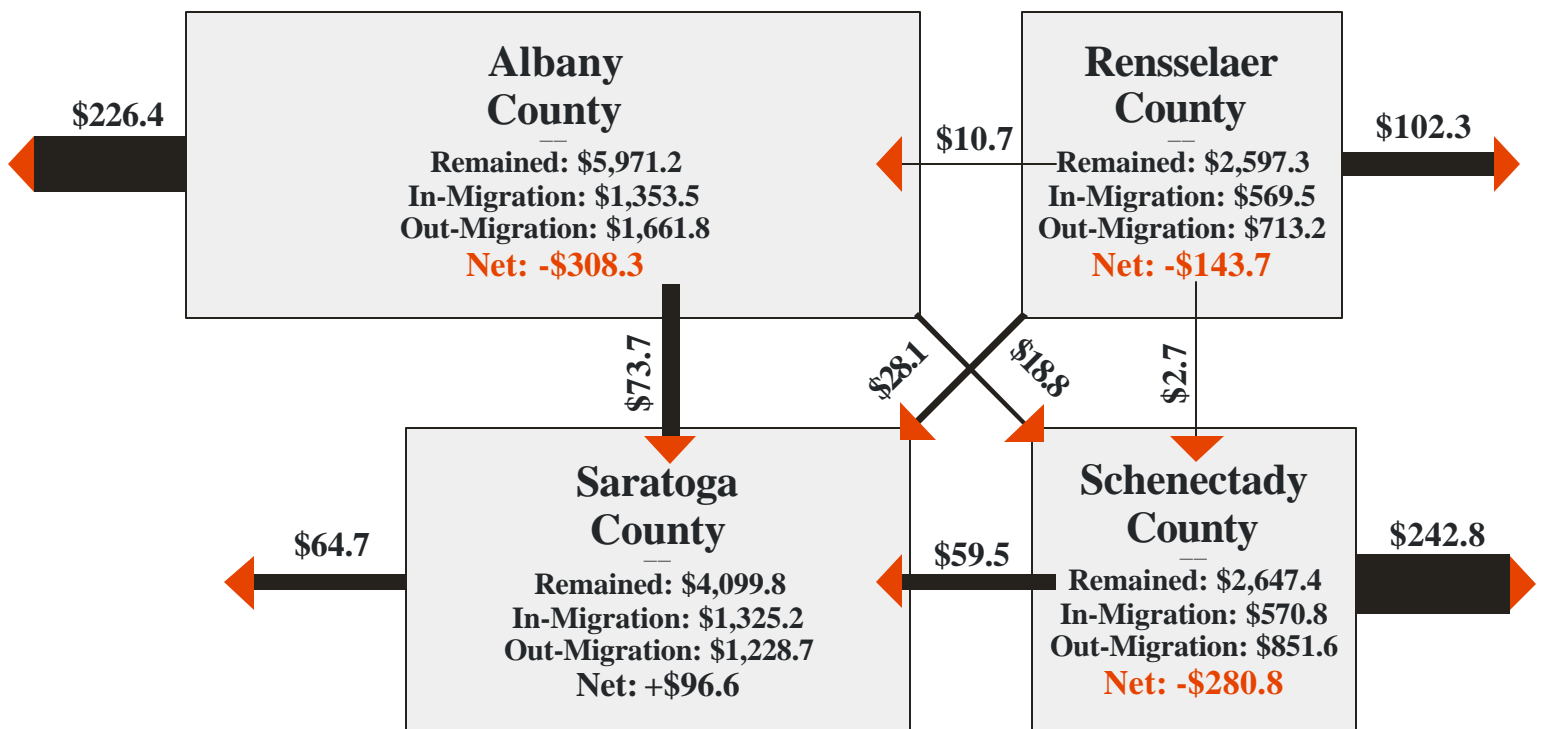 Albany
County
Remained: $5,971.2
In-Migration: $1,353.5
Out-Migration: $1,661.8
Net: -$308.3
$226.4
$10.7
Rensselaer
County
Remained: $2,597.3
In-Migration: $569.5
Out-Migration: $713.2
Net: -$143.7
$102.3
$73.7
$28.1
$18.8
$2.7
Saratoga
County
Remained: $4,099.8
In-Migration: $1,325.2
Out-Migration: $1,228.7
Net: +$96.6
$64.7
$59.5
Schenectady
County
Remained: $2,647.4
In-Migration: $570.8
Out-Migration: $851.6
Net: -$280.8
$242.8